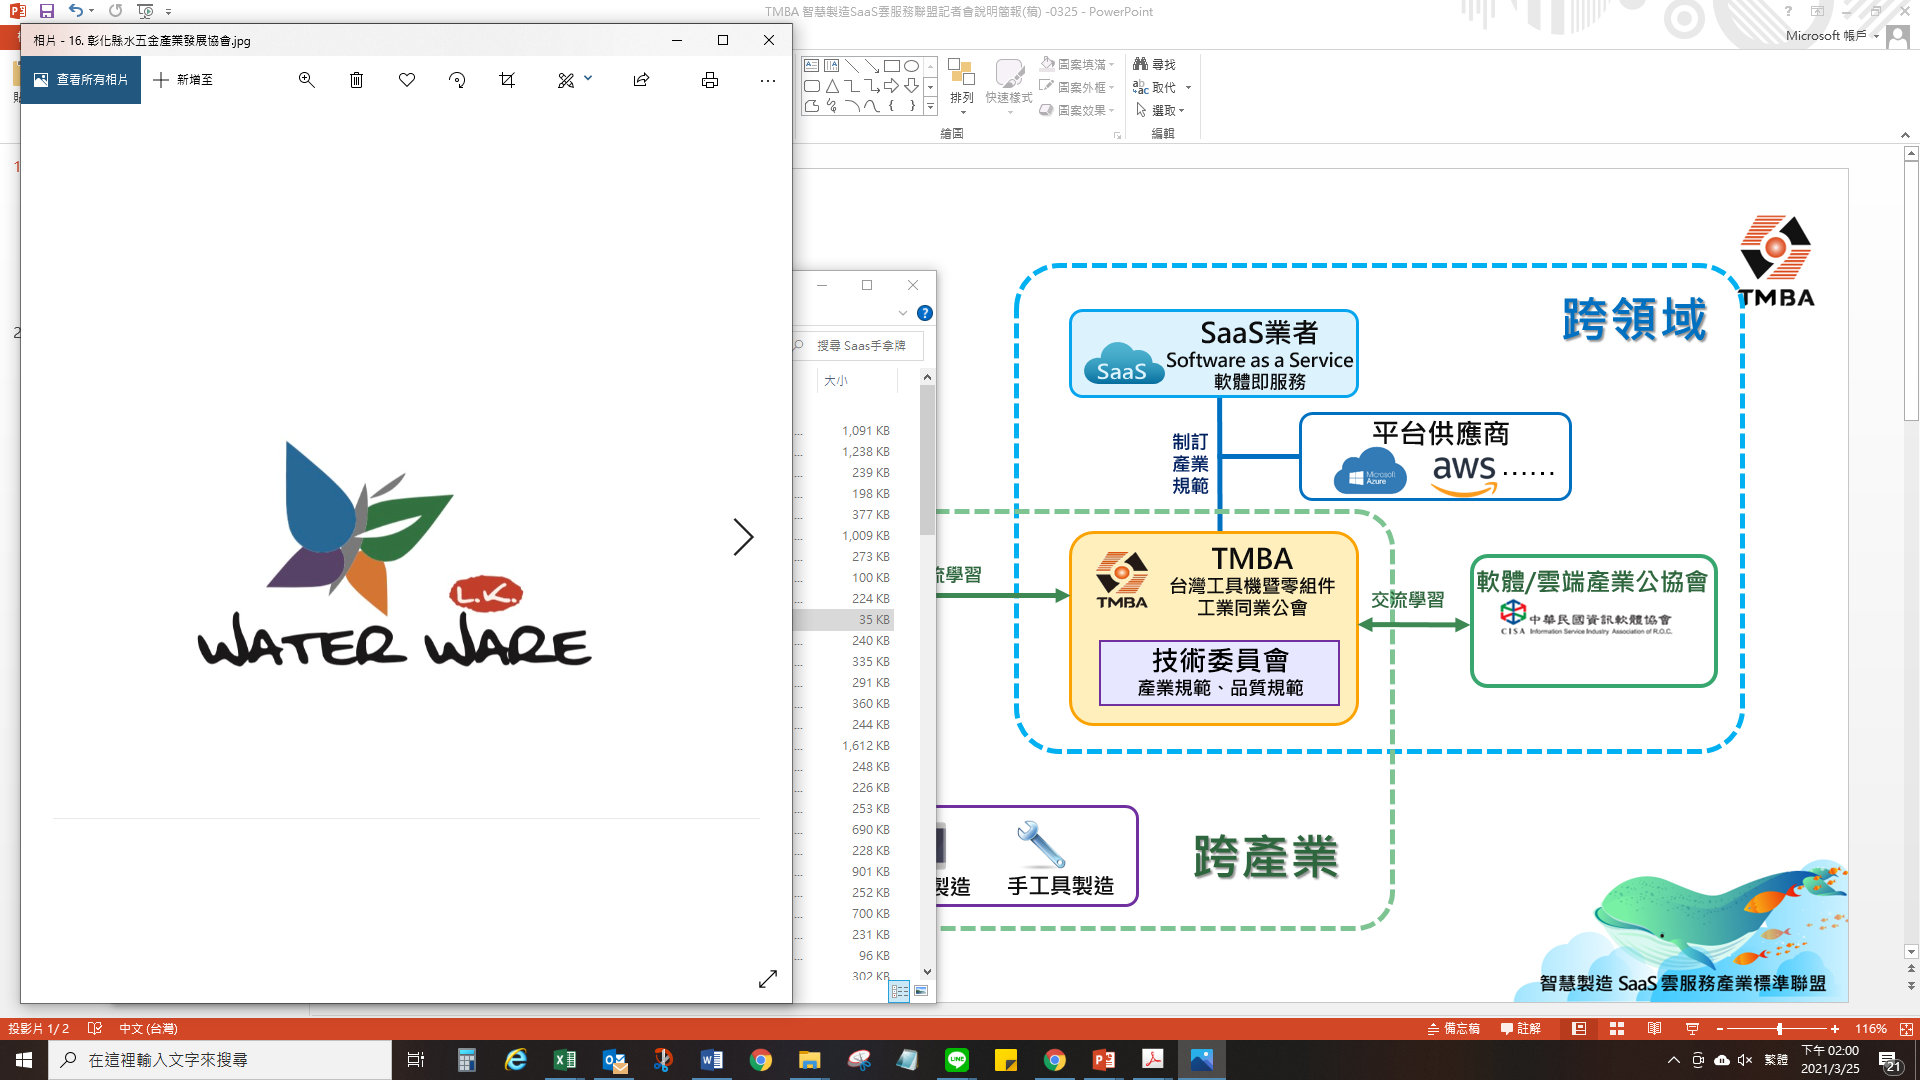 TMBA 智慧製造SaaS雲服務聯盟記者會說明簡報(稿) -0325 - PowerPoint
Microsoft 帳戶
相片 - 16. 彰化縣水五金產業發展協會.jpg
查看所有相片
新增至
排列
快速樣式
圖案填滿
圖案外框
圖案效果
繪圖
尋找
取代
選取
編輯
1
2
L.K.
WATER WARE
搜尋 Saas手拿牌
大小
1,091 KB
1,238 KB
239 KB
198 KB
377 KB
1,009 KB
273 KB
100 KB
224 KB
35 KB
240 KB
335 KB
291 KB
360 KB
244 KB
1,612 KB
248 KB
226 KB
253 KB
690 KB
228 KB
901 KB
252 KB
700 KB
231 KB
96 KB
302 KB
TMBA
跨領域
SaaS
SaaS業者
Software as a Service
軟體即服務
制訂
產業
規範
平台供應商
Microsoft
Azure
aws ......
流學習
TMBA
TMBA
台灣工具機暨零組件
工業同業公會
技術委員會
產業規範、品質規範
交流學習
軟體/雲端產業公協會
中華民國資訊軟體協會
CISA Information Service Industry Association of R.O.C.
製造
手工具製造
跨產業
智慧製造 SaaS 雲服務產業標準聯盟
投影片 1/2
中文 (台灣)
備忘稿
註解
116%
在這裡輸入文字來搜尋
繁體
下午 02:00
2021/3/25
21